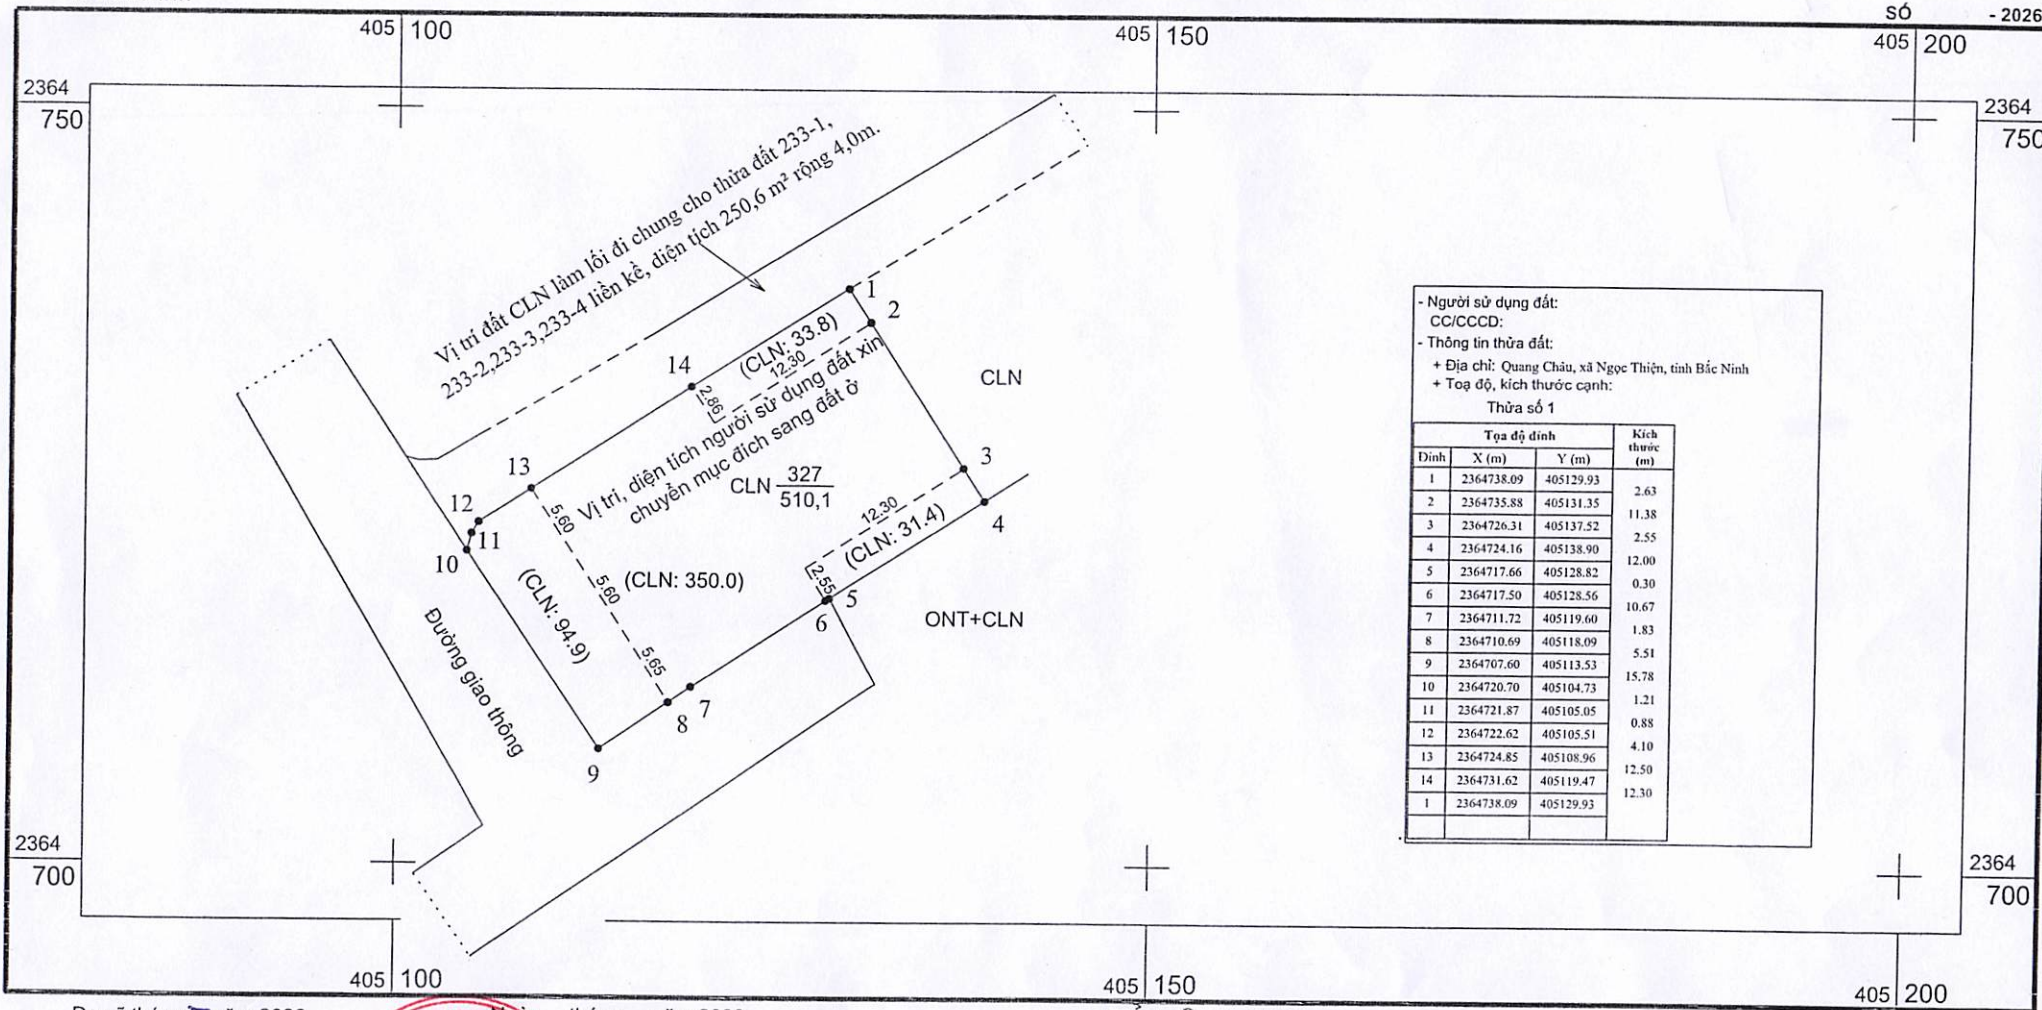 SỐ - 2026
405 100
405 150
405 200
2364
750
2364
750
Vị trí đất CLN làm lối đi chung cho thửa đất 233-1,
233-2,233-3,233-4 liền kề, diện tích 250,6 m² rộng 4,0m.
1
2
(CLN: 33.8)
12.30
14
2.86
CLN
Vị trí, diện tích người sử dụng đất xin
chuyển mục đích sang đất ở
13
CLN 327
510,1
3
12
11
10
5.60
12.30
4
(CLN: 31.4)
2.55
5
6
(CLN: 94.9)
5.60
(CLN: 350.0)
ONT+CLN
Đường giao thông
5.65
7
8
9
- Người sử dụng đất:
CC/CCCD:
- Thông tin thửa đất:
+ Địa chỉ: Quang Châu, xã Ngọc Thiện, tỉnh Bắc Ninh
+ Toạ độ, kích thước cạnh:
Thửa số 1
Tọa độ đỉnh Kích thước (m)
Đỉnh X (m) Y (m)
1 2364738.09 405129.93
2.63
2 2364735.88 405131.35
11.38
3 2364726.31 405137.52
2.55
4 2364724.16 405138.90
12.00
5 2364717.66 405128.82
0.30
6 2364717.50 405128.56
10.67
7 2364711.72 405119.60
1.83
8 2364710.69 405118.09
5.51
9 2364707.60 405113.53
15.78
10 2364720.70 405104.73
1.21
11 2364721.87 405105.05
0.88
12 2364722.62 405105.51
4.10
13 2364724.85 405108.96
12.50
14 2364731.62 405119.47
12.30
1 2364738.09 405129.93
2364
700
2364
700
405 100
405 150
405 200